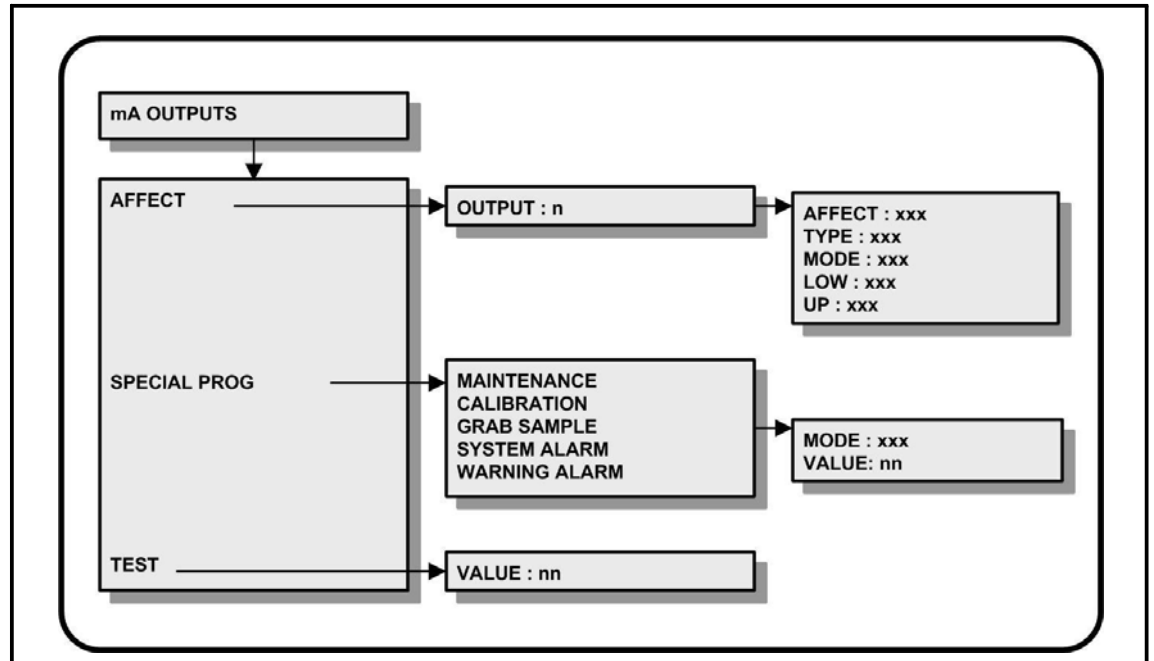 mA OUTPUTS
AFFECT
OUTPUT : n
AFFECT : xxx
TYPE : xxx
MODE : xxx
LOW : xxx
UP : xxx
SPECIAL PROG
MAINTENANCE
CALIBRATION
GRAB SAMPLE
SYSTEM ALARM
WARNING ALARM
MODE : xxx
VALUE: nn
TEST
VALUE : nn